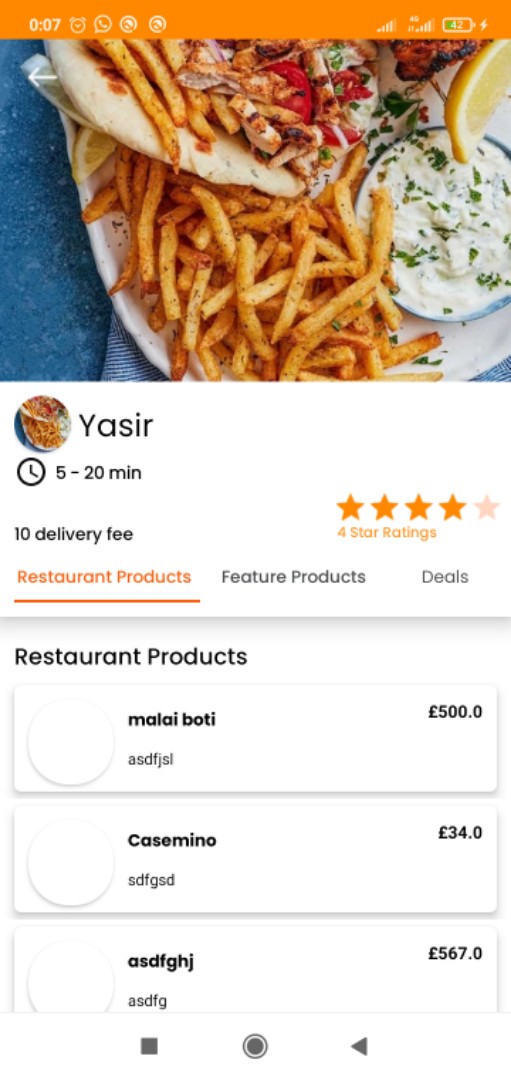 0:07 4G 42
Yasir
5 - 20 min
10 delivery fee
4 Star Ratings
Restaurant Products Feature Products Deals
Restaurant Products
malai boti £500.0
asdfjsl
Casemino £34.0
sdfgsd
asdfghj £567.0
asdfg